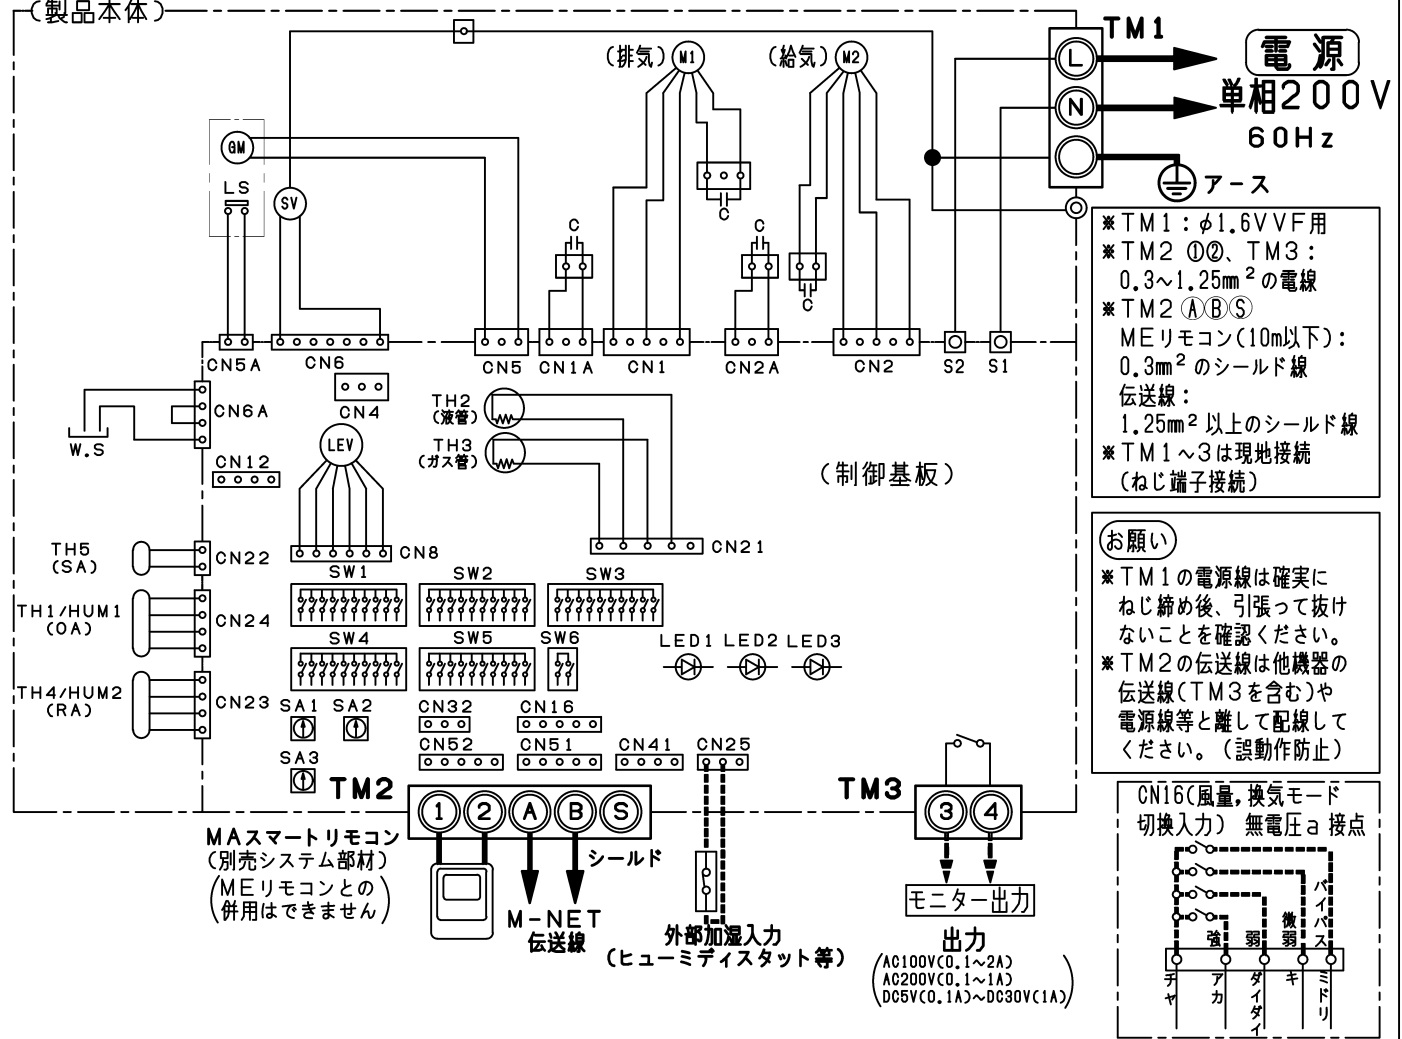 (製品本体)
TM1
(排気)
M1
(給気)
M2
L
電源
N
単相200V
60Hz
GM
LS
SV
アース
C
C
C
C
※TM1：φ1.6VVF用
※TM2 ①②、TM3：
0.3～1.25mm²の電線
※TM2 ⒶⒷⓈ
MEリモコン(10m以下)：
0.3mm²のシールド線
伝送線：
1.25mm²以上のシールド線
※TM1～3は現地接続
(ねじ端子接続)
CN5A
CN6
CN5
CN1A
CN1
CN2A
CN2
S2
S1
CN4
CN6A
W.S
TH2
(液管)
TH3
(ガス管)
LEV
(制御基板)
CN12
CN8
CN21
TH5
(SA)
CN22
TH1/HUM1
(OA)
CN24
TH4/HUM2
(RA)
CN23
SW1
SW2
SW3
SW4
SW5
SW6
LED1
LED2
LED3
SA1
SA2
CN32
CN16
SA3
CN52
CN51
CN41
CN25
お願い
※TM1の電源線は確実に
ねじ締め後、引張って抜け
ないことを確認ください。
※TM2の伝送線は他機器の
伝送線(TM3を含む)や
電源線等と離して配線して
ください。(誤動作防止)
TM2
1
2
A
B
S
TM3
3
4
MAスマートリモコン
(別売システム部材)
(MEリモコンとの
併用はできません)
シールド
M-NET
伝送線
外部加湿入力
(ヒューミディスタット等)
モニター出力
出力
(AC100V(0.1～2A)
AC200V(0.1～1A)
DC5V(0.1A)～DC30V(1A))
CN16(風量,換気モード
切換入力) 無電圧a接点
強
弱
微弱
バイパス
チャ
アカ
ダイダイ
キ
ミドリ